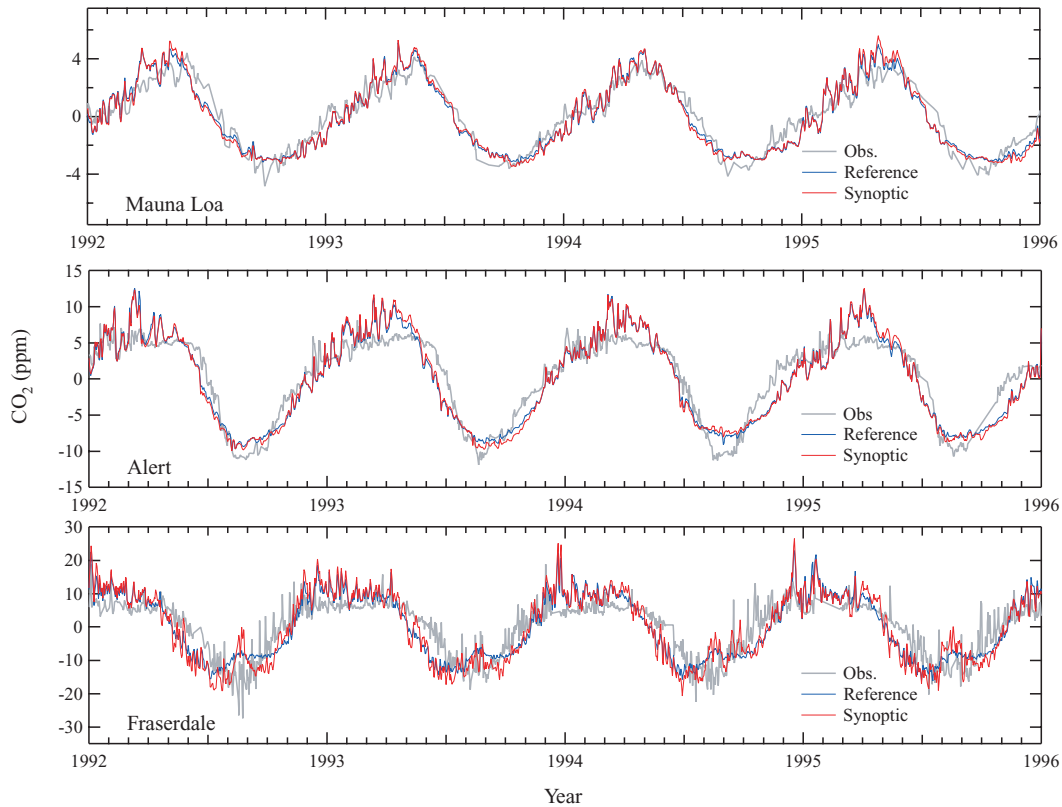 4
0
-4
Obs.
Reference
Synoptic
Mauna Loa
1992 1993 1994 1995 1996
15
10
5
0
-5
-10
-15
CO2 (ppm)
Obs
Reference
Synoptic
Alert
1992 1993 1994 1995 1996
30
20
10
0
-10
-20
-30
Obs.
Reference
Synoptic
Fraserdale
1992 1993 1994 1995 1996
Year